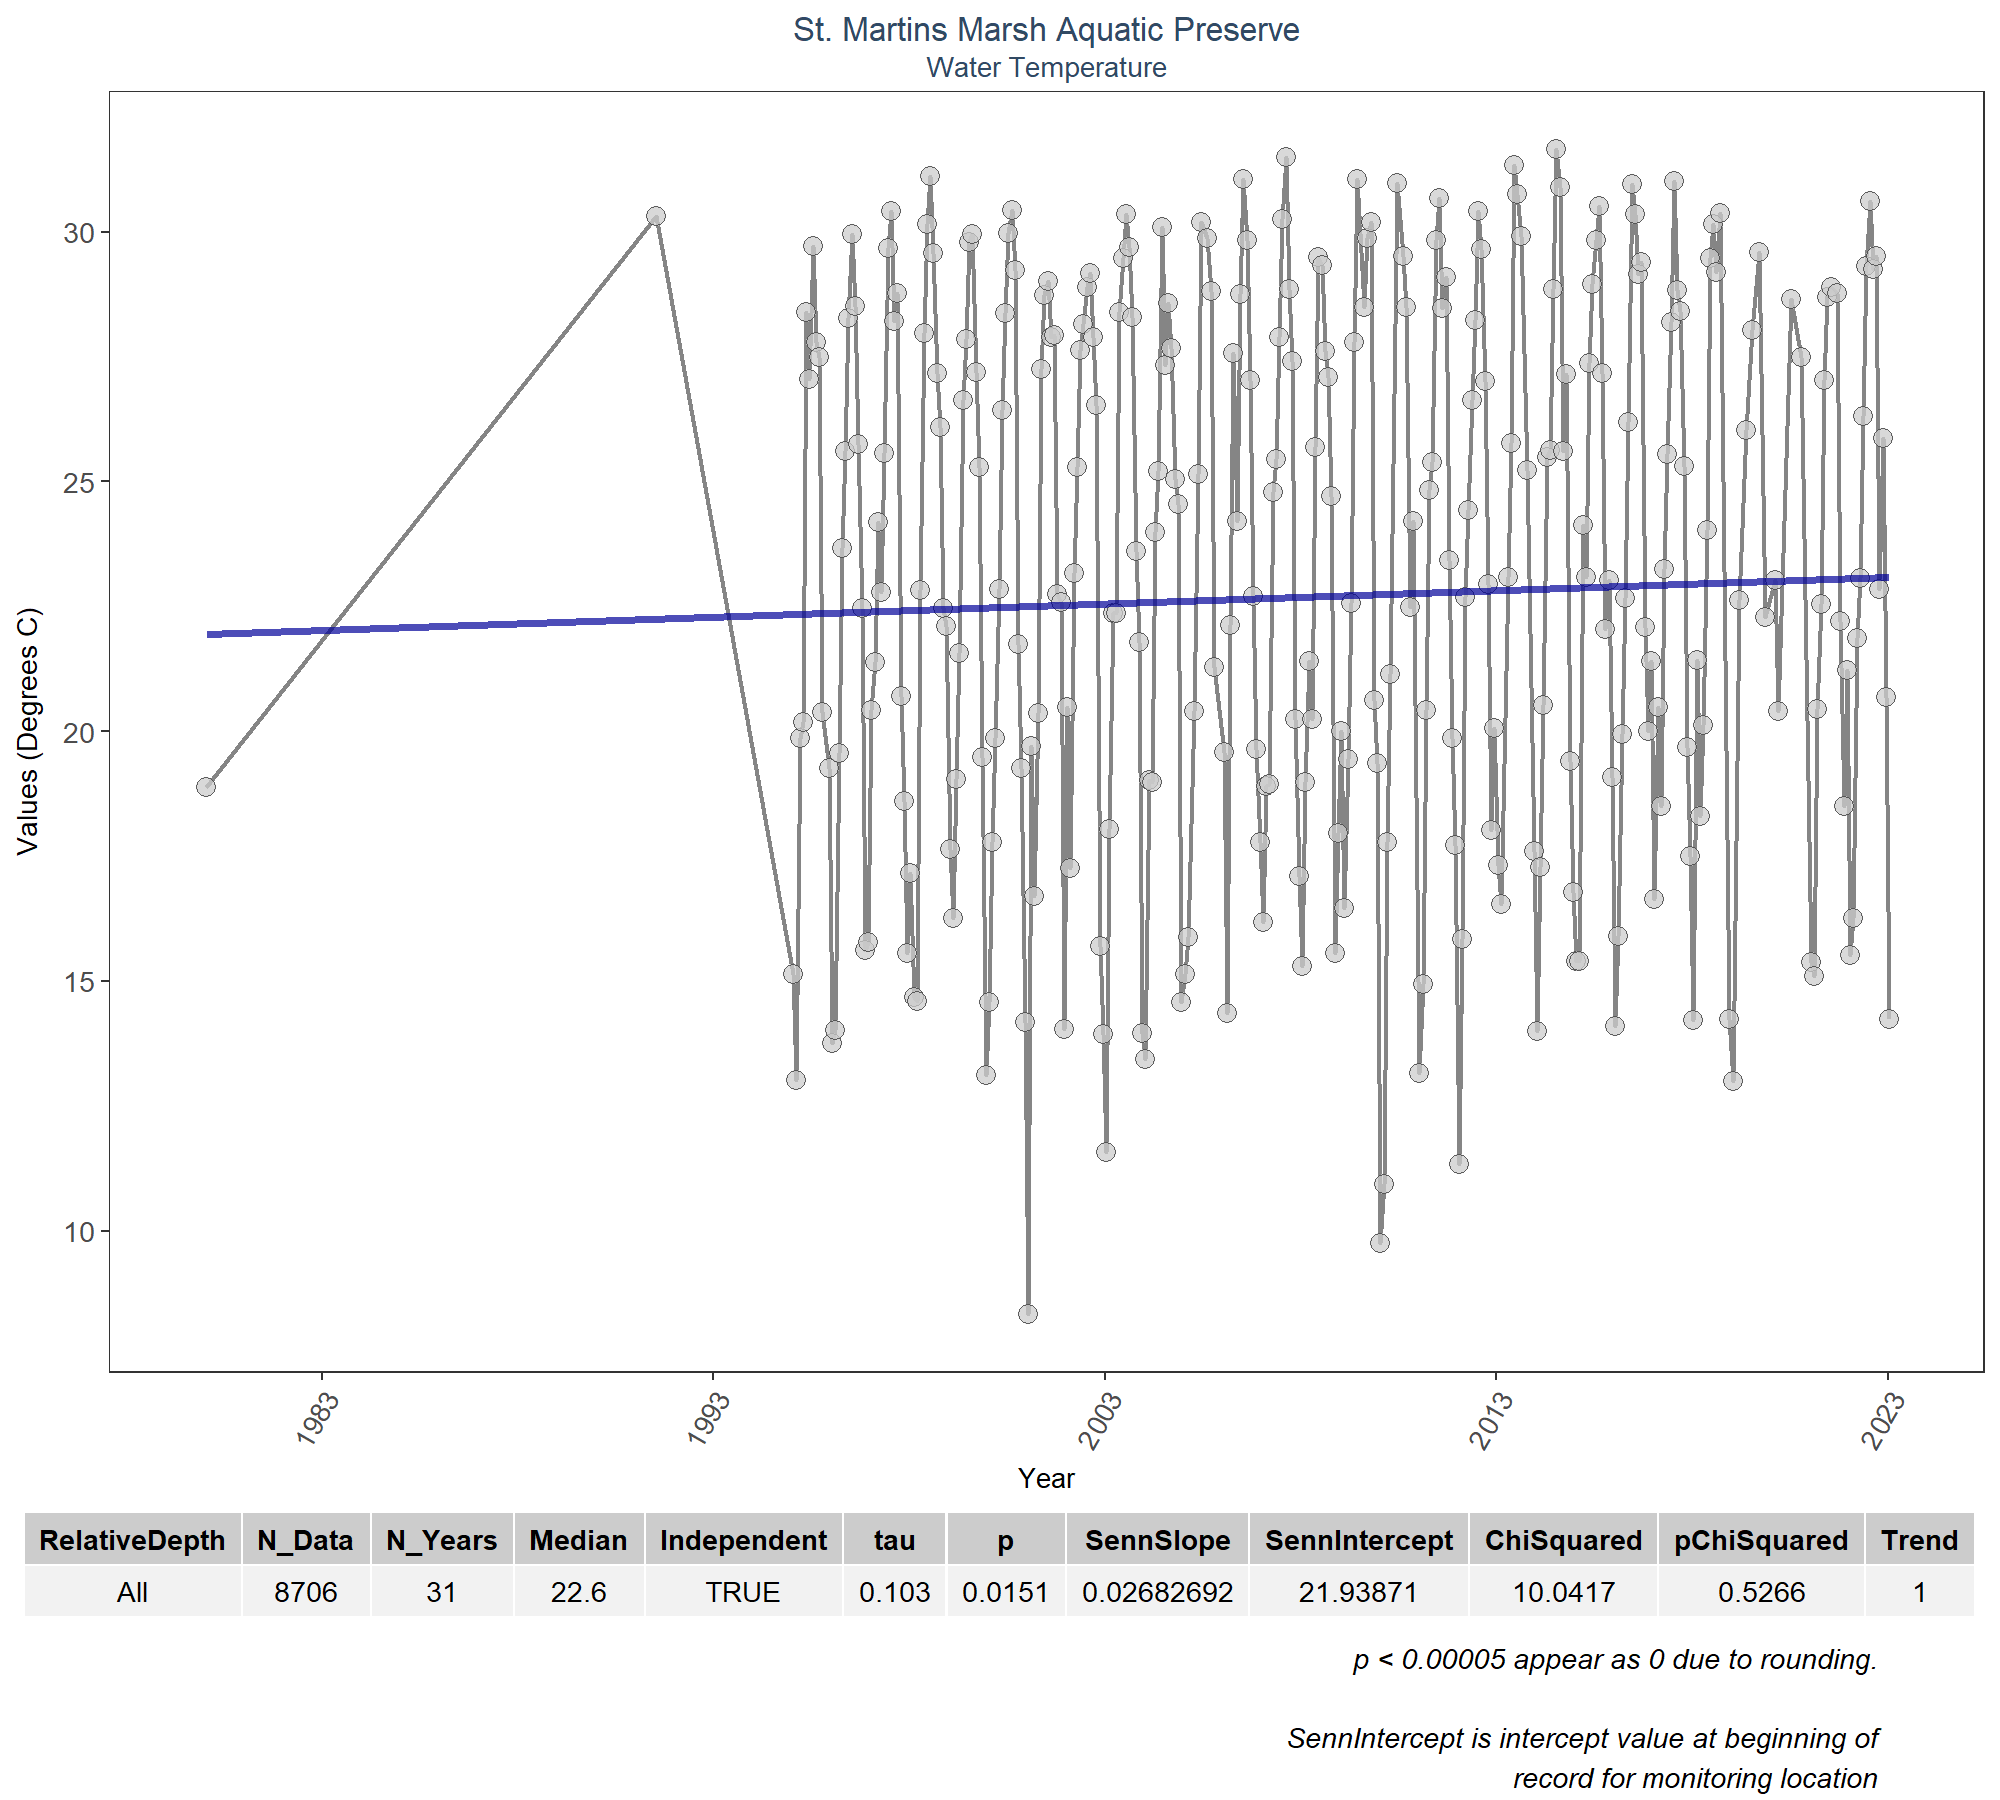 St. Martins Marsh Aquatic Preserve
Water Temperature
Values (Degrees C)
30
25
20
15
10
1983
1993
2003
2013
2023
Year
RelativeDepth N_Data N_Years Median Independent tau p SennSlope SennIntercept ChiSquared pChiSquared Trend
All 8706 31 22.6 TRUE 0.103 0.0151 0.02682692 21.93871 10.0417 0.5266 1
p < 0.00005 appear as 0 due to rounding.
SennIntercept is intercept value at beginning of
record for monitoring location